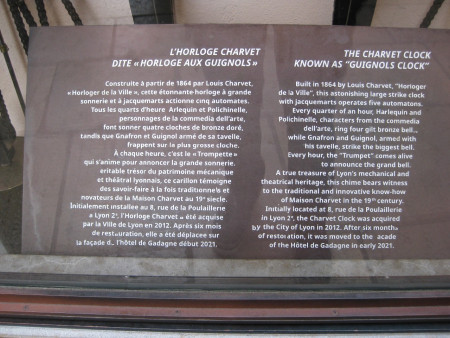 L'HORLOGE CHARVET
DITE « HORLOGE AUX GUIGNOLS »
Construite à partir de 1864 par Louis Charvet,
« Horloger de la Ville », cette étonnante horloge à grande
sonnerie et à jacquemarts actionne cinq automates.
Tous les quarts d'heure Arlequin et Polichinelle,
personnages de la commedia dell'arte,
font sonner quatre cloches de bronze doré,
tandis que Gnafron et Guignol armé de sa tavelle,
frappent sur la plus grosse cloche.
À chaque heure, c'est le « Trompette »
qui s'anime pour annoncer la grande sonnerie.
éritable trésor du patrimoine mécanique
et théâtral lyonnais, ce carillon témoigne
des savoir-faire à la fois traditionnels et
novateurs de la Maison Charvet au 19e siècle.
Initialement installée au 8, rue de la Poulaillerie
à Lyon 2e, l'Horloge Charvet a été acquise
par la Ville de Lyon en 2012. Après six mois
de restauration, elle a été déplacée sur
la façade de l'hôtel de Gadagne début 2021.
THE CHARVET CLOCK
KNOWN AS "GUIGNOLS CLOCK"
Built in 1864 by Louis Charvet, "Horloger
de la Ville", this astonishing large strike clock
with jacquemarts operates five automatons.
Every quarter of an hour, Harlequin and
Polichinelle, characters from the commedia
dell'arte, ring four gilt bronze bell
while Gnafron and Guignol, armed with
his tavelle, strike the biggest bell.
Every hour, the "Trumpet" comes alive
to announce the grand bell.
A true treasure of Lyon's mechanical and
theatrical heritage, this chime bears witness
to the traditional and innovative know-how
of Maison Charvet in the 19th century.
Initially located at 8, rue de la Poulaillerie
in Lyon 2e, the Charvet Clock was acquired
by the City of Lyon in 2012. After six months
of restoration, it was moved to the acade
of the Hôtel de Gadagne in early 2021.